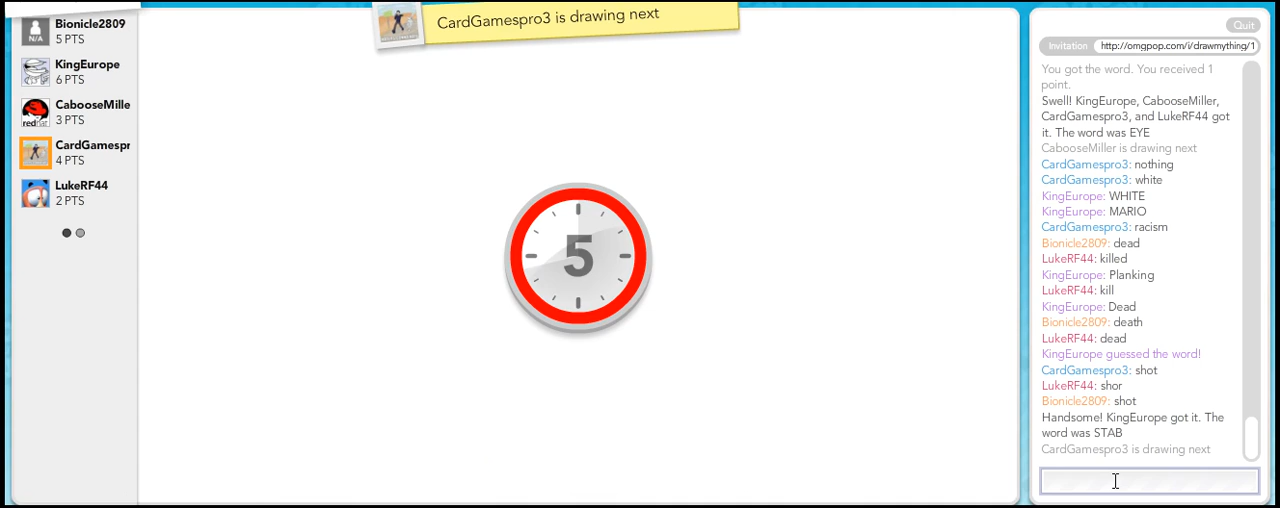 Bionicle2809
5 PTS
KingEurope
6 PTS
CabooseMille
3 PTS
CardGamespr
4 PTS
LukeRF44
2 PTS
N/A
redhat
CardGamespro3 is drawing next
5
Quit
Invitation http://omgpop.com/i/drawmything/1
You got the word. You received 1
point.
Swell! KingEurope, CabooseMiller,
CardGamespro3, and LukeRF44 got
it. The word was EYE
CabooseMiller is drawing next
CardGamespro3: nothing
CardGamespro3: white
KingEurope: WHITE
KingEurope: MARIO
CardGamespro3: racism
Bionicle2809: dead
LukeRF44: killed
KingEurope: Planking
LukeRF44: kill
KingEurope: Dead
Bionicle2809: death
LukeRF44: dead
KingEurope guessed the word!
CardGamespro3: shot
LukeRF44: shor
Bionicle2809: shot
Handsome! KingEurope got it. The
word was STAB
CardGamespro3 is drawing next